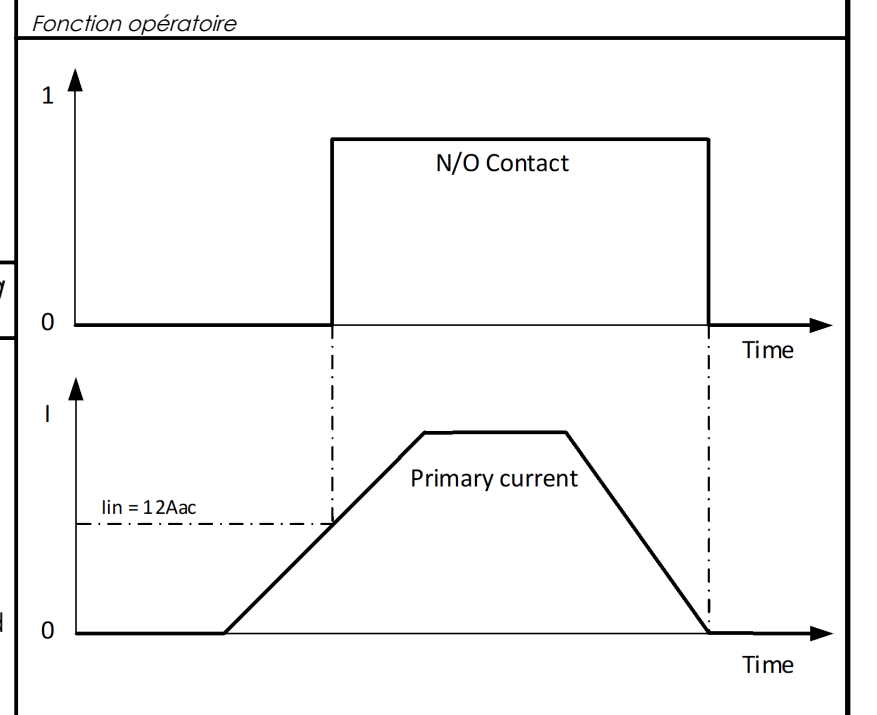 Fonction opératoire
1
N/O Contact
0
Time
I
Primary current
Iin = 12Aac
0
Time